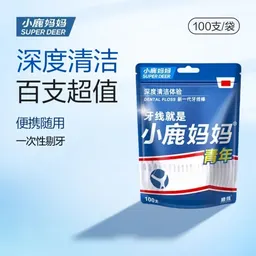 小鹿妈妈
SUPER DEER
100支/袋
深度清洁
百支超值
便携随用
一次性剔牙
小鹿妈妈
SUPER DEER
深度清洁体验
DENTAL FLOSS 新一代牙线棒
牙线就是
小鹿妈妈
青年
100支